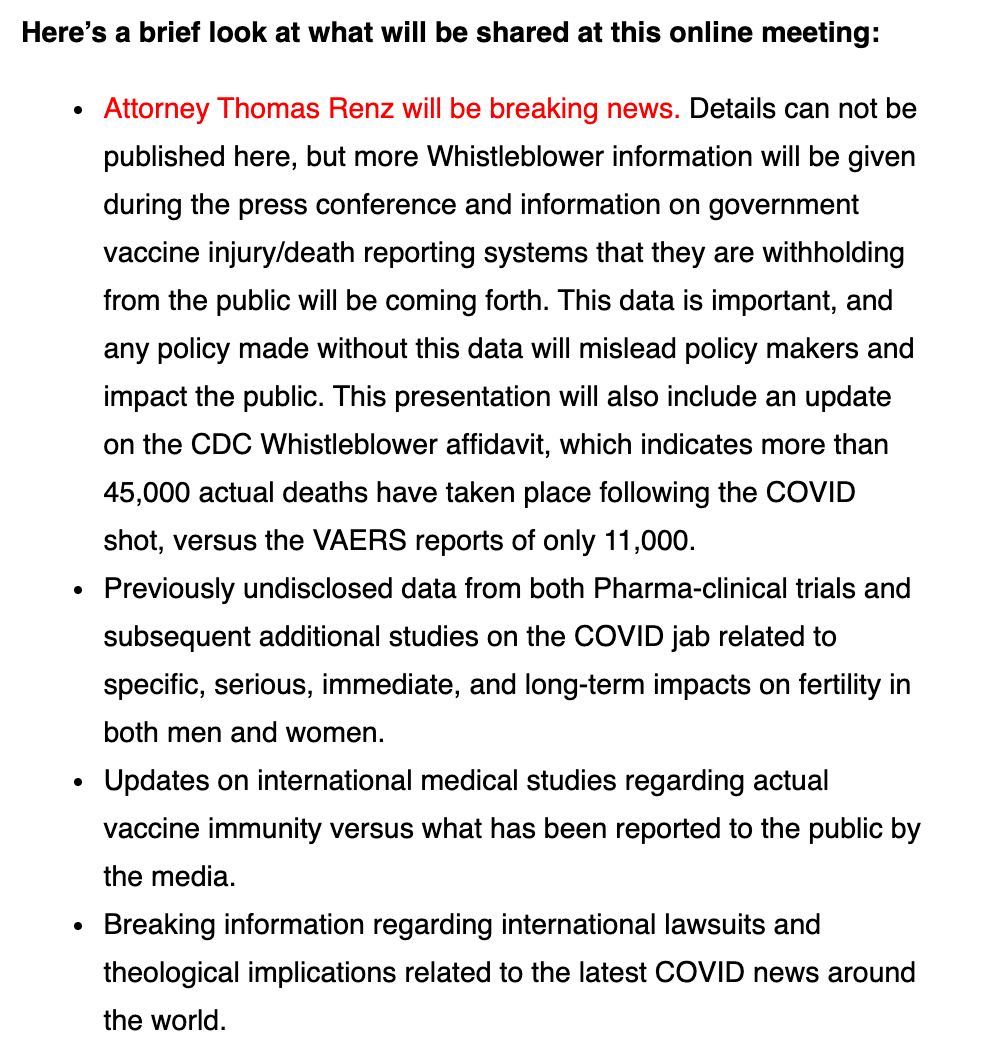 Here’s a brief look at what will be shared at this online meeting:
• Attorney Thomas Renz will be breaking news. Details can not be
published here, but more Whistleblower information will be given
during the press conference and information on government
vaccine injury/death reporting systems that they are withholding
from the public will be coming forth. This data is important, and
any policy made without this data will mislead policy makers and
impact the public. This presentation will also include an update
on the CDC Whistleblower affidavit, which indicates more than
45,000 actual deaths have taken place following the COVID
shot, versus the VAERS reports of only 11,000.
• Previously undisclosed data from both Pharma-clinical trials and
subsequent additional studies on the COVID jab related to
specific, serious, immediate, and long-term impacts on fertility in
both men and women.
• Updates on international medical studies regarding actual
vaccine immunity versus what has been reported to the public by
the media.
• Breaking information regarding international lawsuits and
theological implications related to the latest COVID news around
the world.